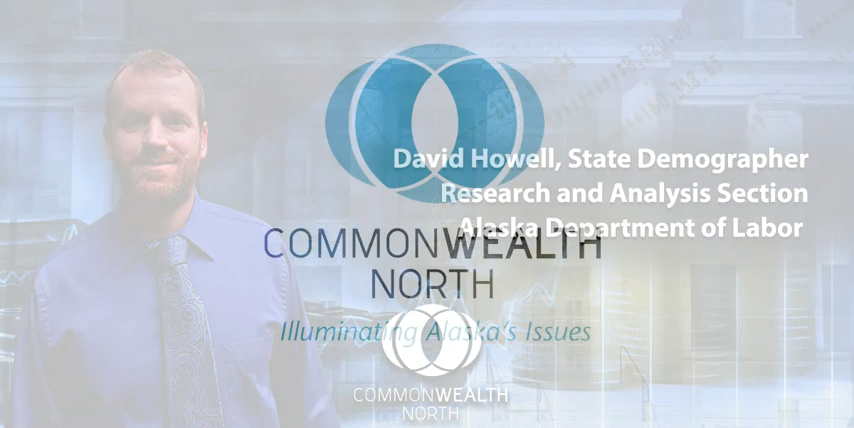 David Howell, State Demographer
Research and Analysis Section
Alaska Department of Labor
COMMONWEALTH
NORTH
Illuminating Alaska's Issues
COMMONWEALTH
NORTH